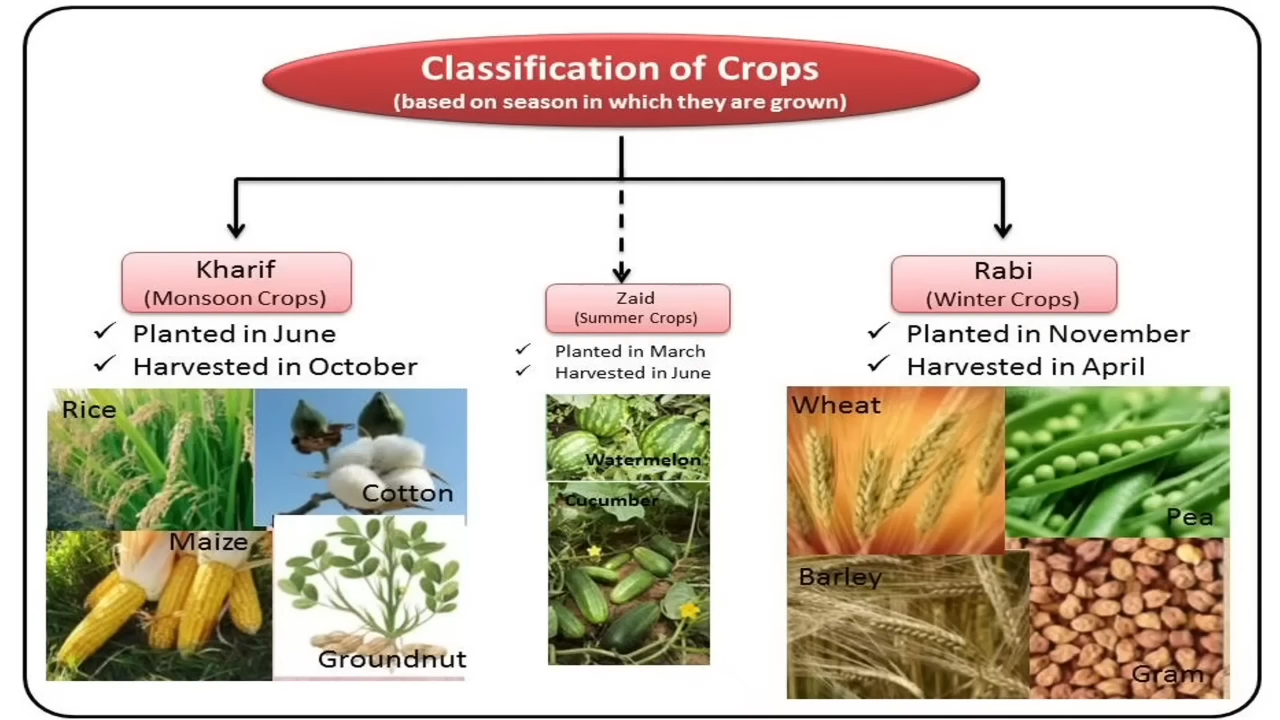 Classification of Crops
(based on season in which they are grown)
Kharif
(Monsoon Crops)
✓ Planted in June
✓ Harvested in October
Rice
Cotton
Maize
Groundnut
Zaid
(Summer Crops)
✓ Planted in March
✓ Harvested in June
Watermelon
Cucumber
Rabi
(Winter Crops)
✓ Planted in November
✓ Harvested in April
Wheat
Pea
Barley
Gram